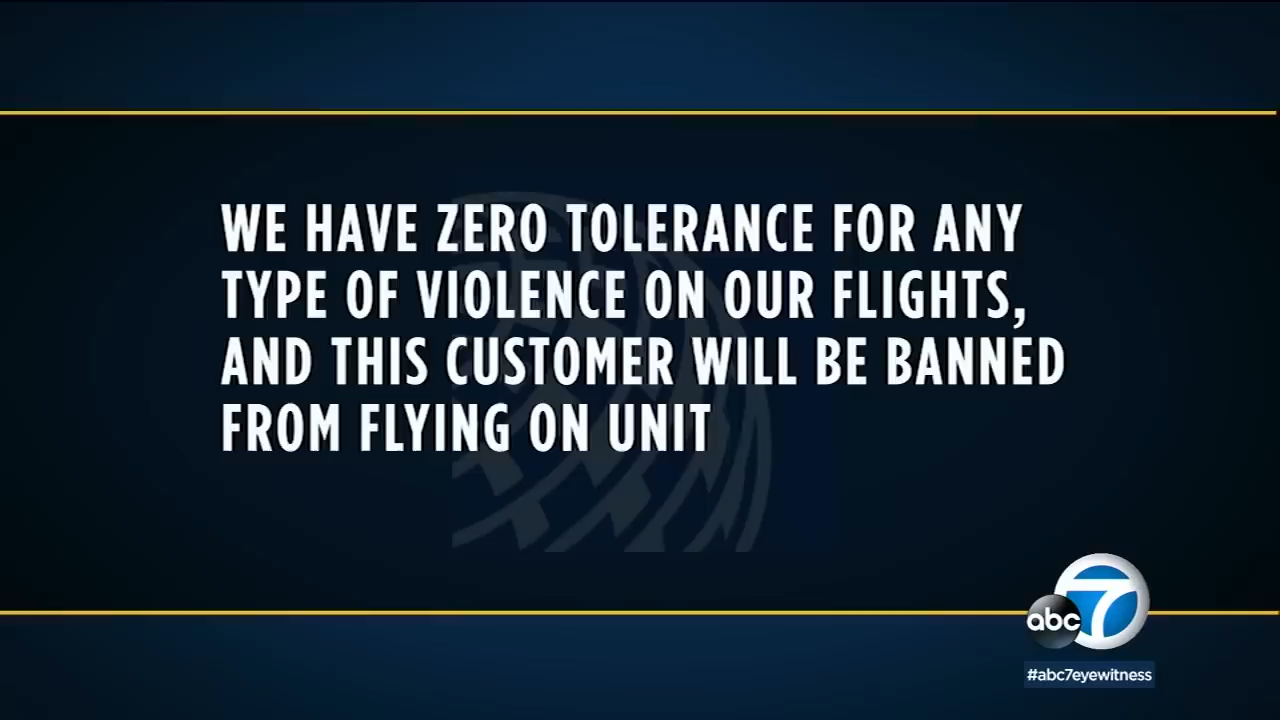 WE HAVE ZERO TOLERANCE FOR ANY
TYPE OF VIOLENCE ON OUR FLIGHTS,
AND THIS CUSTOMER WILL BE BANNED
FROM FLYING ON UNIT
abc 7
#abc7eyewitness